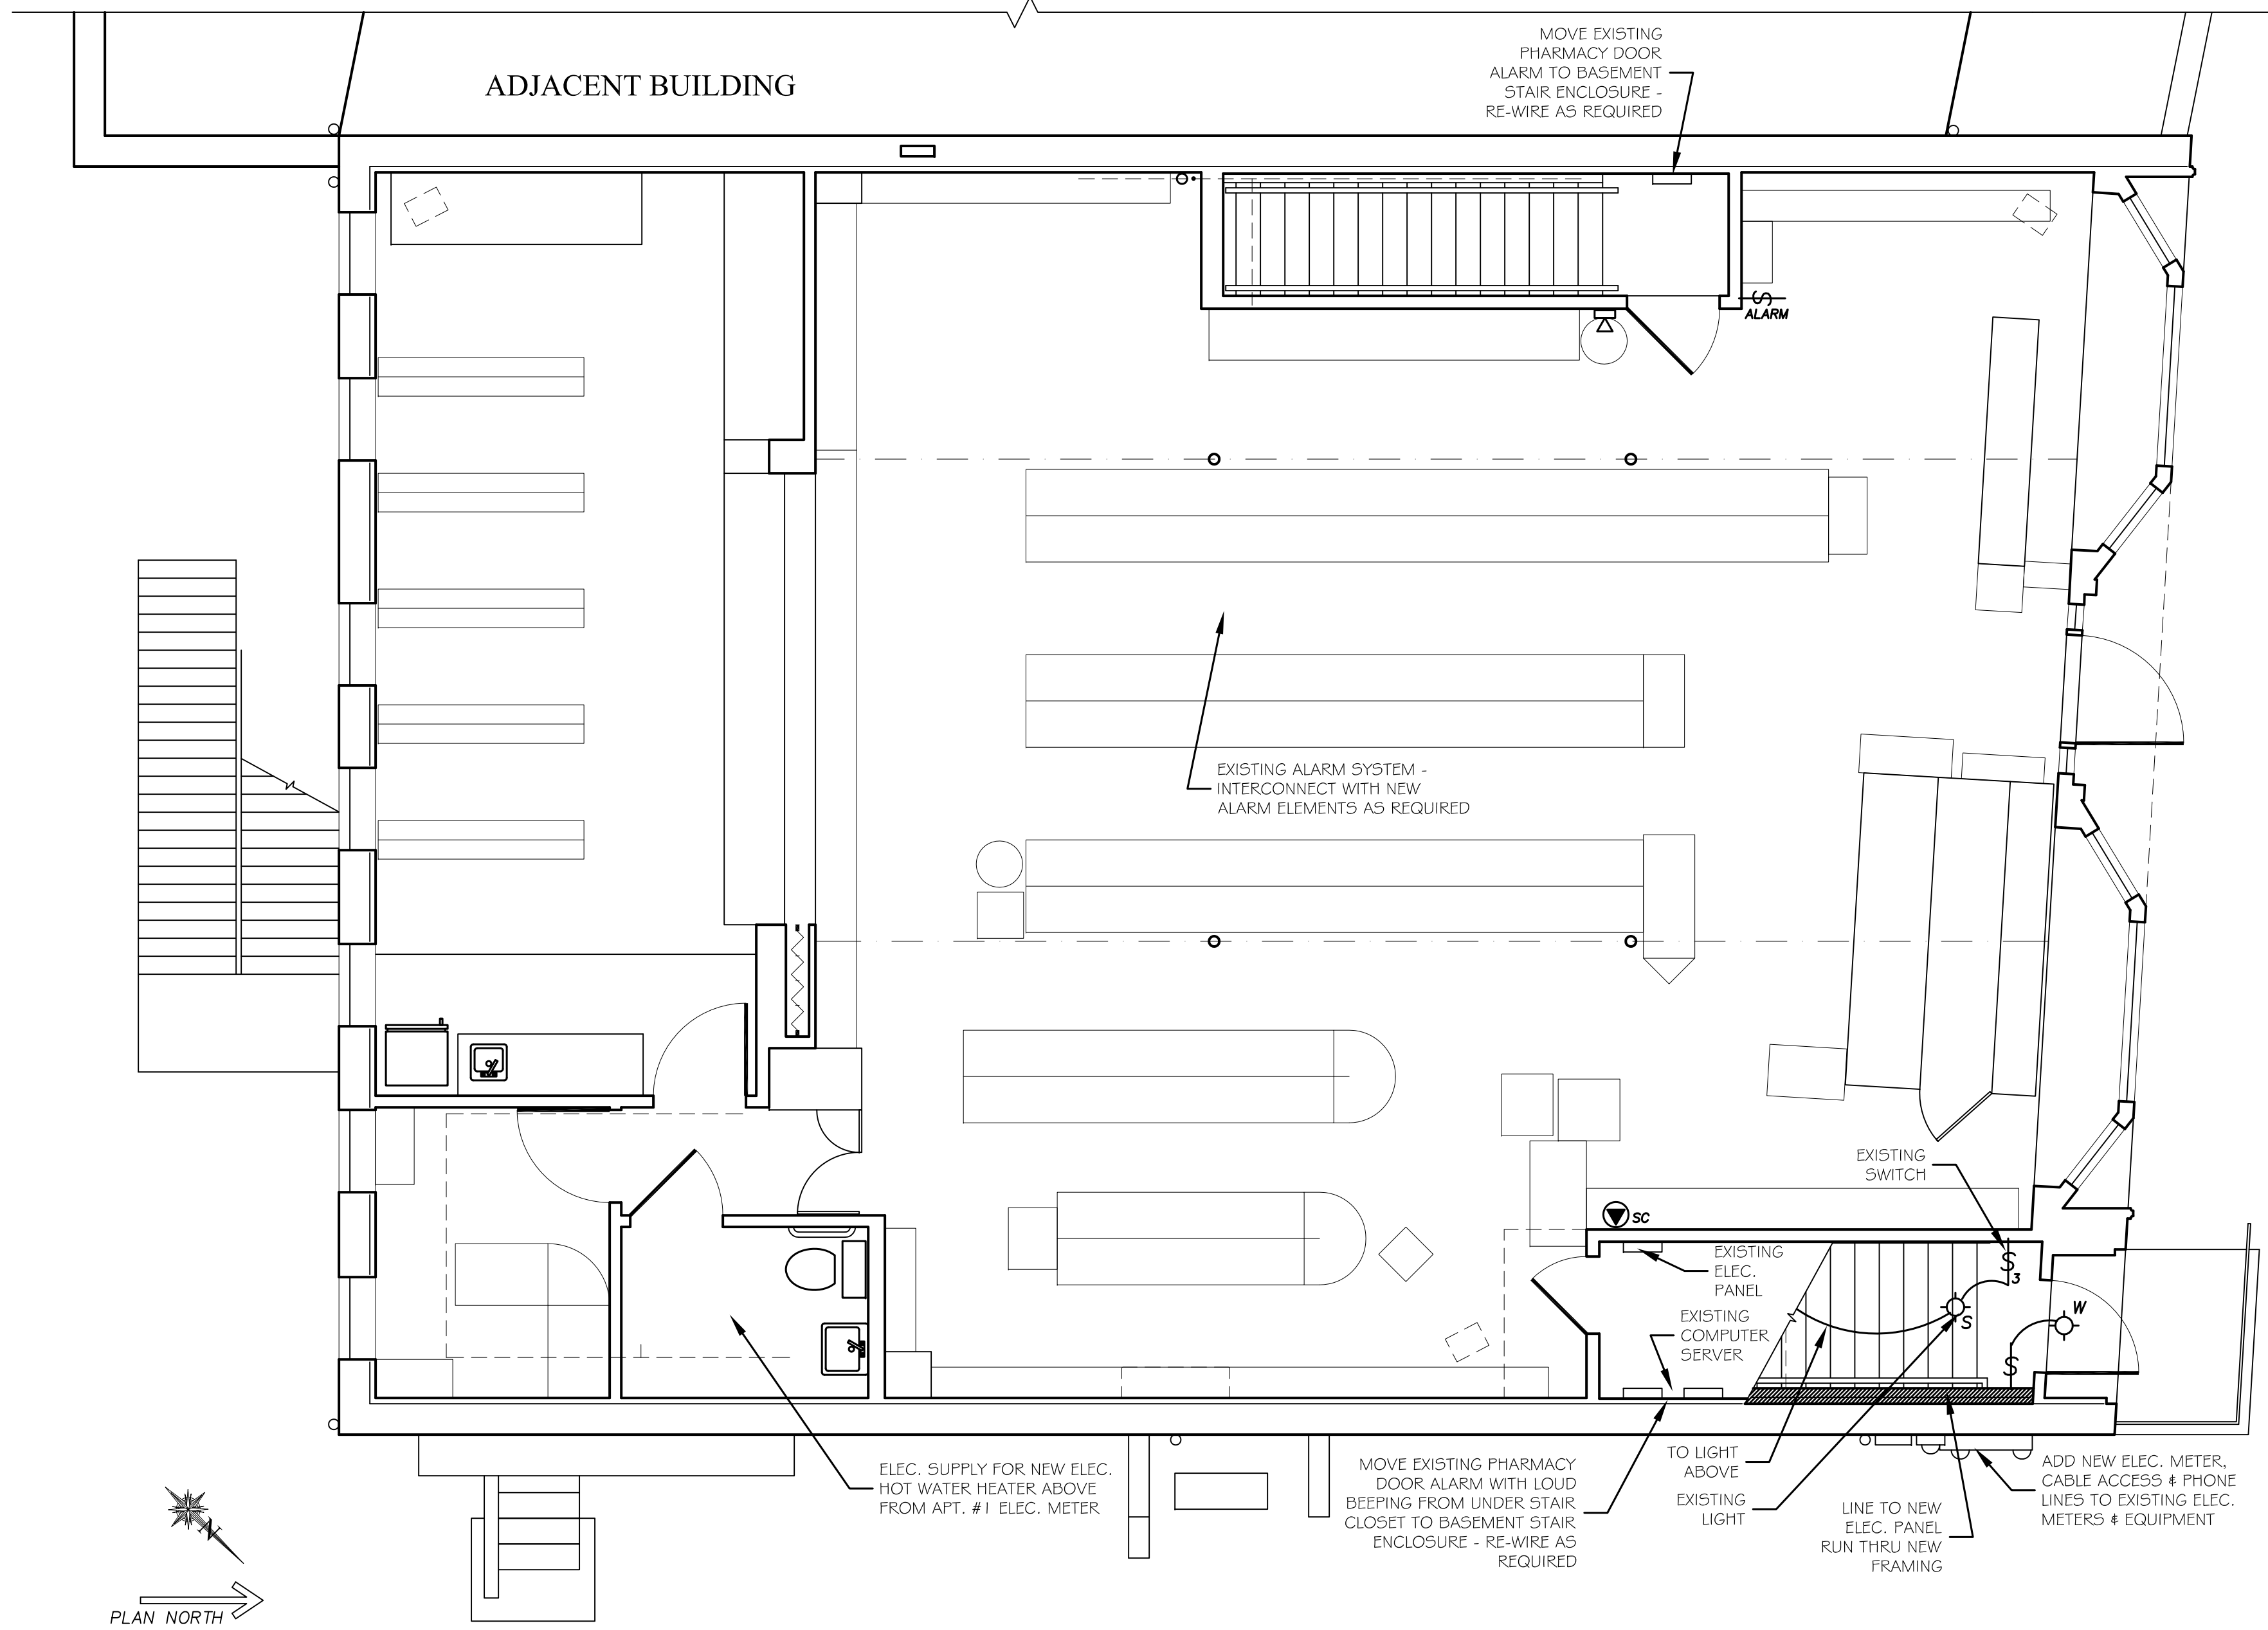 MOVE EXISTING
PHARMACY DOOR
ALARM TO BASEMENT
STAIR ENCLOSURE -
RE-WIRE AS REQUIRED
ADJACENT BUILDING
S
ALARM
EXISTING ALARM SYSTEM -
INTERCONNECT WITH NEW
ALARM ELEMENTS AS REQUIRED
EXISTING
SWITCH
SC
EXISTING
ELEC.
PANEL
S
3
EXISTING
COMPUTER
SERVER
S
W
S
ELEC. SUPPLY FOR NEW ELEC.
HOT WATER HEATER ABOVE
FROM APT. #1 ELEC. METER
MOVE EXISTING PHARMACY
DOOR ALARM WITH LOUD
BEEPING FROM UNDER STAIR
CLOSET TO BASEMENT STAIR
ENCLOSURE - RE-WIRE AS
REQUIRED
TO LIGHT
ABOVE
EXISTING
LIGHT
LINE TO NEW
ELEC. PANEL
RUN THRU NEW
FRAMING
ADD NEW ELEC. METER,
CABLE ACCESS & PHONE
LINES TO EXISTING ELEC.
METERS & EQUIPMENT
N
PLAN NORTH